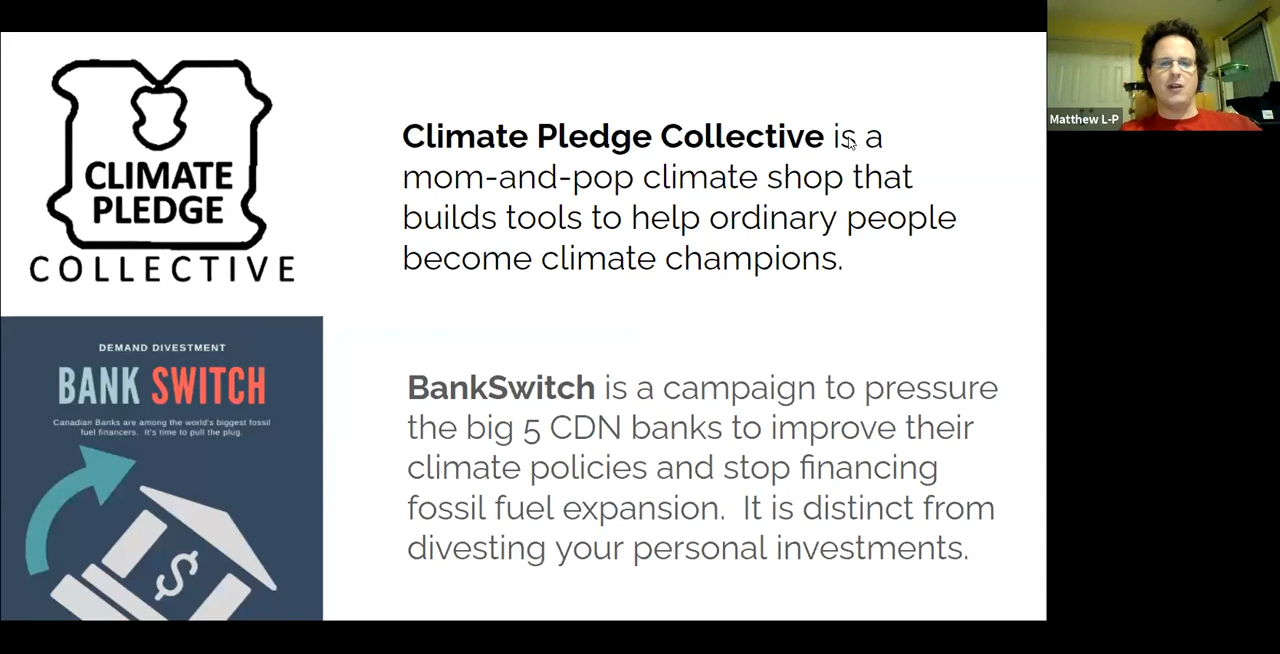 CLIMATE
PLEDGE
COLLECTIVE
Climate Pledge Collective is a
mom-and-pop climate shop that
builds tools to help ordinary people
become climate champions.
DEMAND DIVESTMENT
BANK SWITCH
Canadian Banks are among the world's biggest fossil
fuel financers. It's time to pull the plug.
$
BankSwitch is a campaign to pressure
the big 5 CDN banks to improve their
climate policies and stop financing
fossil fuel expansion.  It is distinct from
divesting your personal investments.
Matthew L-P